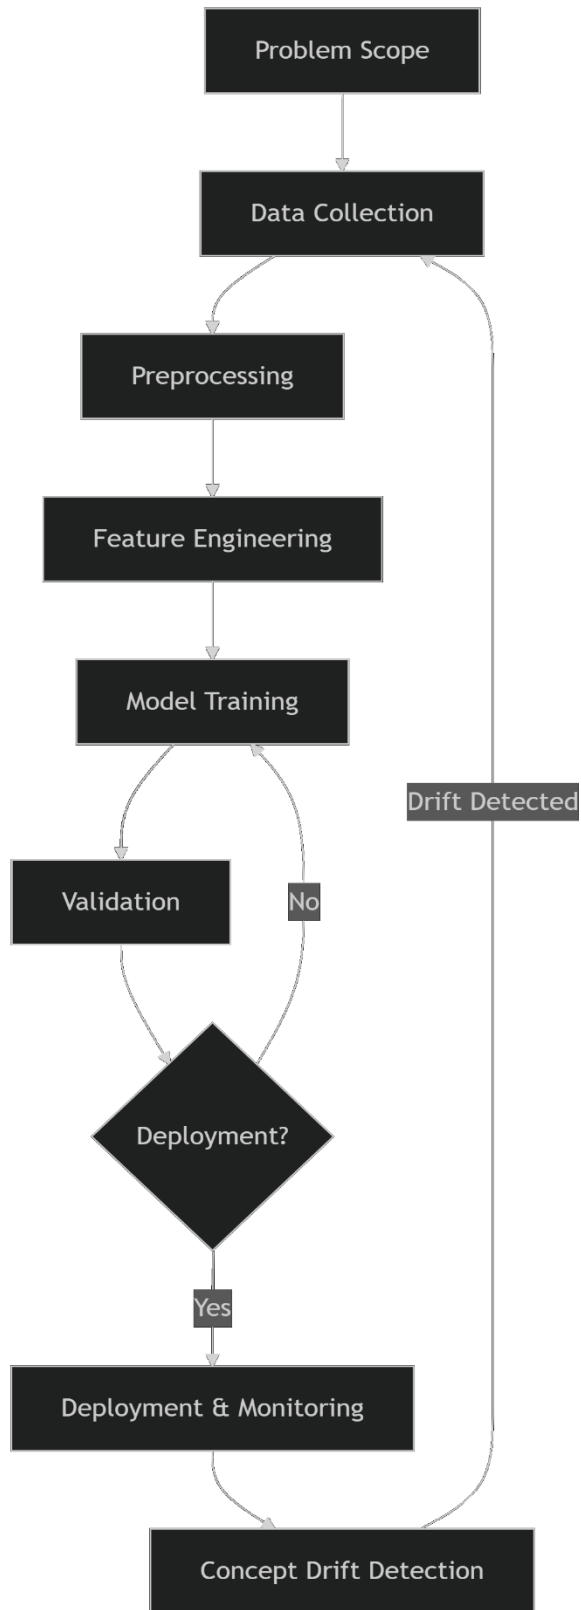 Problem Scope
Data Collection
Preprocessing
Feature Engineering
Model Training
Drift Detected
Validation
No
Deployment?
Yes
Deployment & Monitoring
Concept Drift Detection